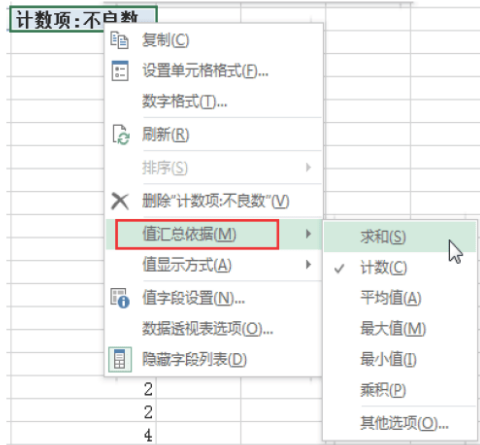 计数项:不良数
复制(C)
设置单元格格式(F)...
数字格式(T)...
刷新(R)
排序(S)
删除"计数项:不良数"(V)
值汇总依据(M)
求和(S)
值显示方式(A)
计数(C)
值字段设置(N)...
平均值(A)
数据透视表选项(O)...
最大值(M)
隐藏字段列表(D)
最小值(I)
2
乘积(P)
2
其他选项(O)...
4